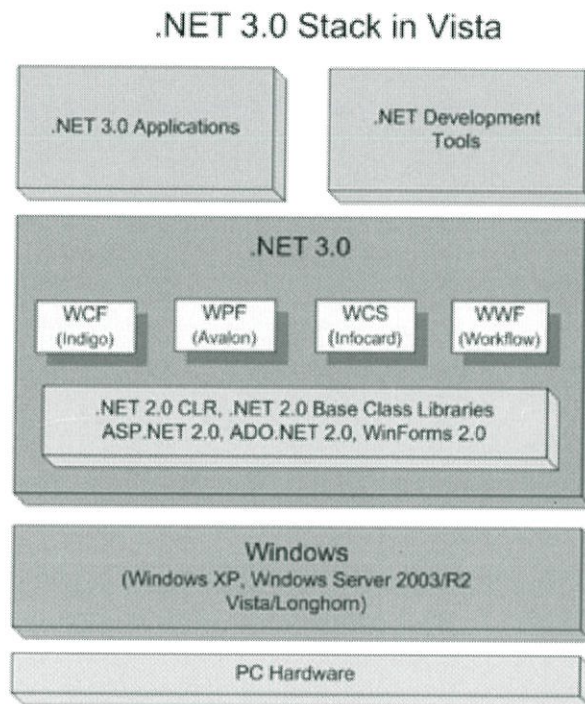 .NET 3.0 Stack in Vista
.NET 3.0 Applications
.NET Development
Tools
.NET 3.0
WCF
(Indigo)
WPF
(Avalon)
WCS
(Infocard)
WWF
(Workflow)
.NET 2.0 CLR, .NET 2.0 Base Class Libraries
ASP.NET 2.0, ADO.NET 2.0, WinForms 2.0
Windows
(Windows XP, Wndows Server 2003/R2
Vista/Longhorn)
PC Hardware